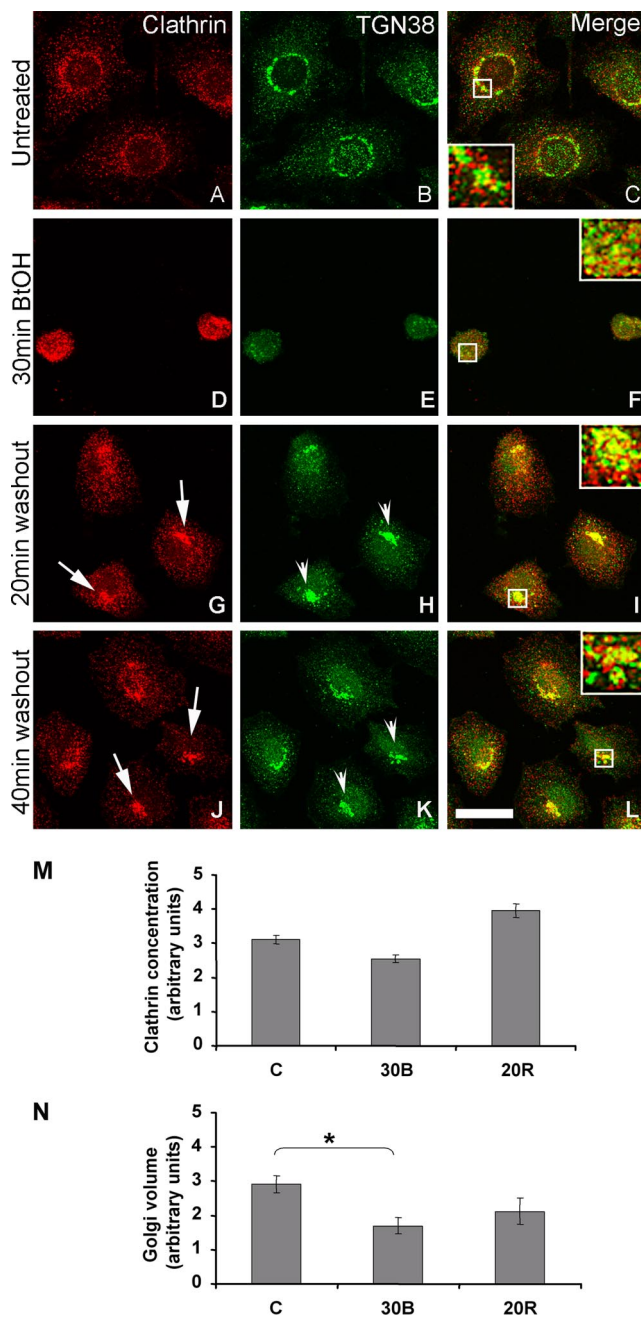 Clathrin TGN38 Merge
Untreated
A B C
30min BtOH
D E F
20min washout
G H I
40min washout
J K L
M
Clathrin concentration
(arbitrary units)
5
4
3
2
1
0
C 30B 20R
N
Golgi volume
(arbitrary units)
5
4
3
2
1
0
*
C 30B 20R